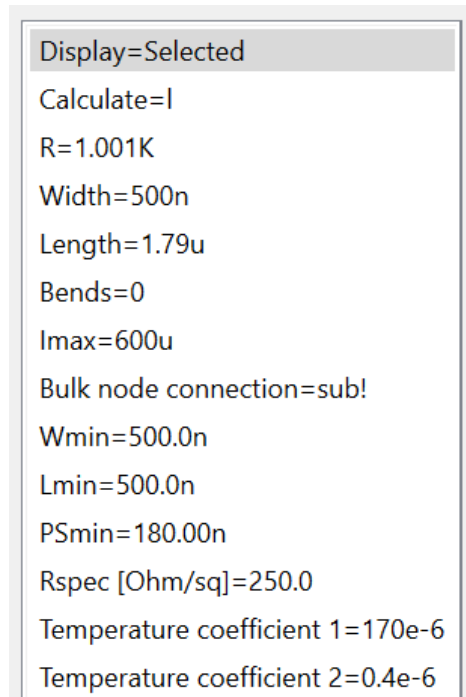 Display=Selected
Calculate=l
R=1.001K
Width=500n
Length=1.79u
Bends=0
Imax=600u
Bulk node connection=sub!
Wmin=500.0n
Lmin=500.0n
PSmin=180.00n
Rspec [Ohm/sq]=250.0
Temperature coefficient 1=170e-6
Temperature coefficient 2=0.4e-6